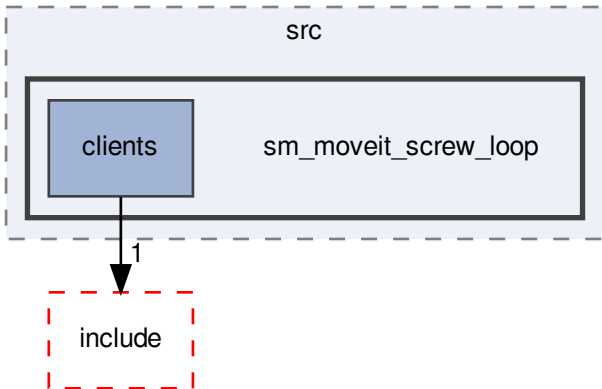 src
clients
sm_moveit_screw_loop
1
include